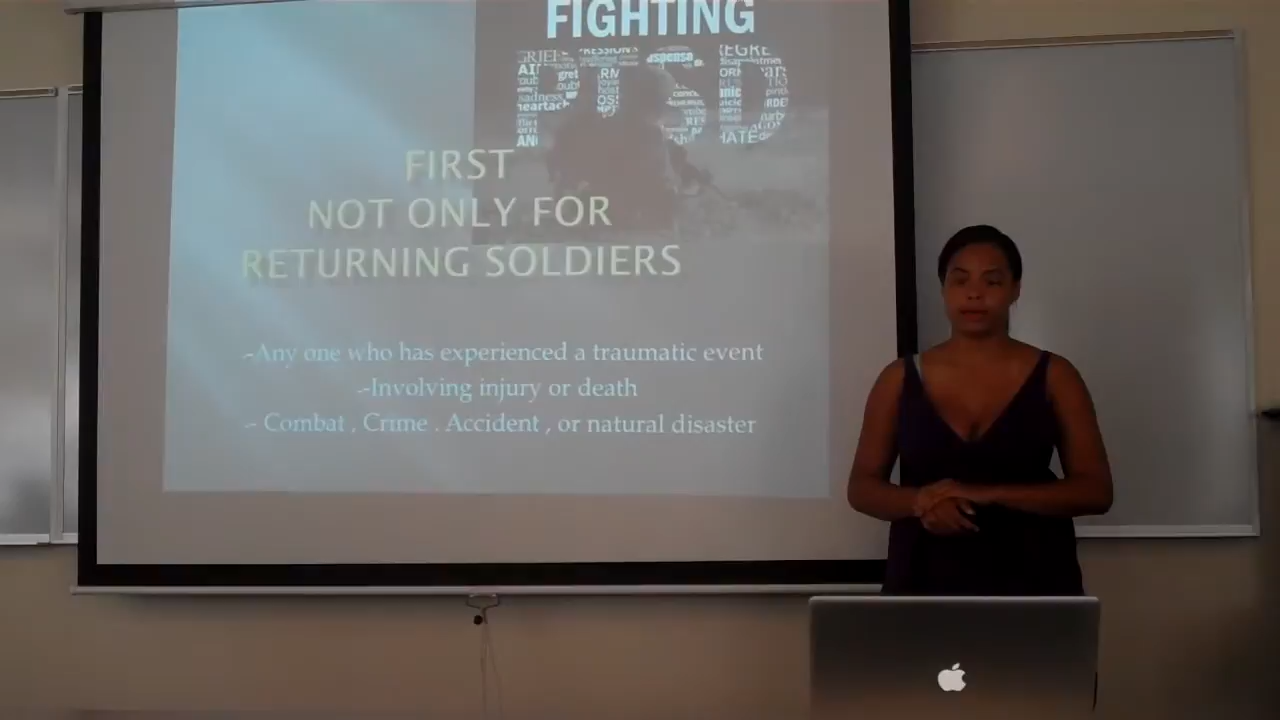 FIGHTING
PTSD
FIRST
NOT ONLY FOR
RETURNING SOLDIERS
-Any one who has experienced a traumatic event
--Involving injury or death
-- Combat , Crime . Accident , or natural disaster